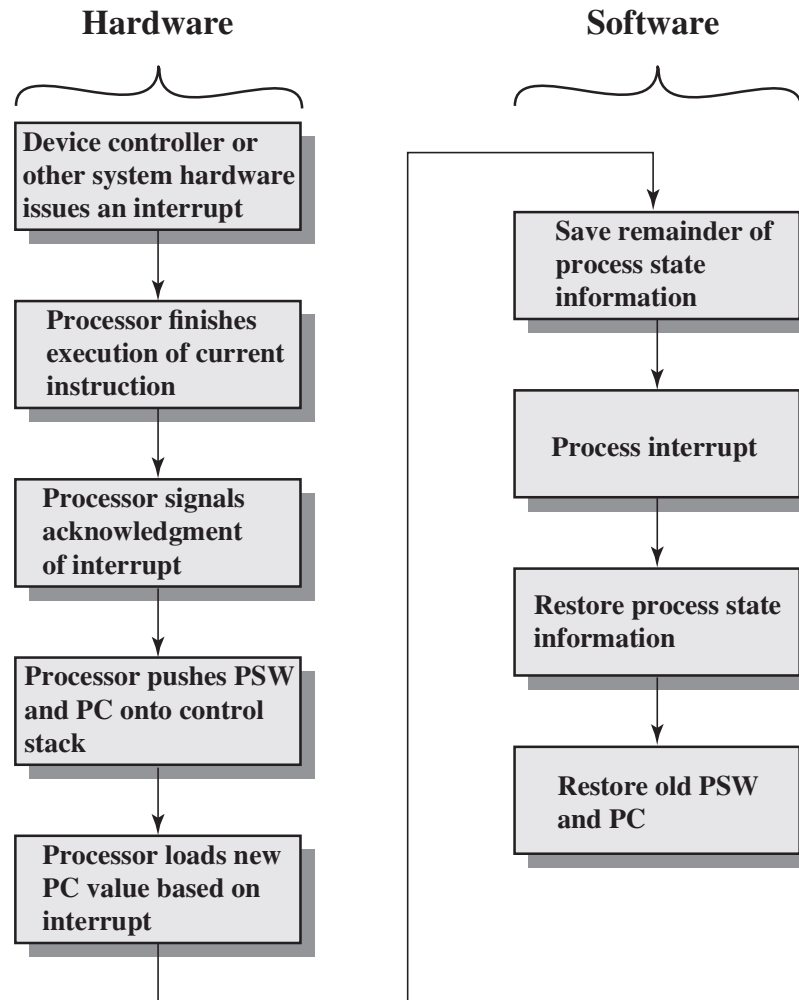 Hardware
Device controller or
other system hardware
issues an interrupt
Processor finishes
execution of current
instruction
Processor signals
acknowledgment
of interrupt
Processor pushes PSW
and PC onto control
stack
Processor loads new
PC value based on
interrupt
Software
Save remainder of
process state
information
Process interrupt
Restore process state
information
Restore old PSW
and PC